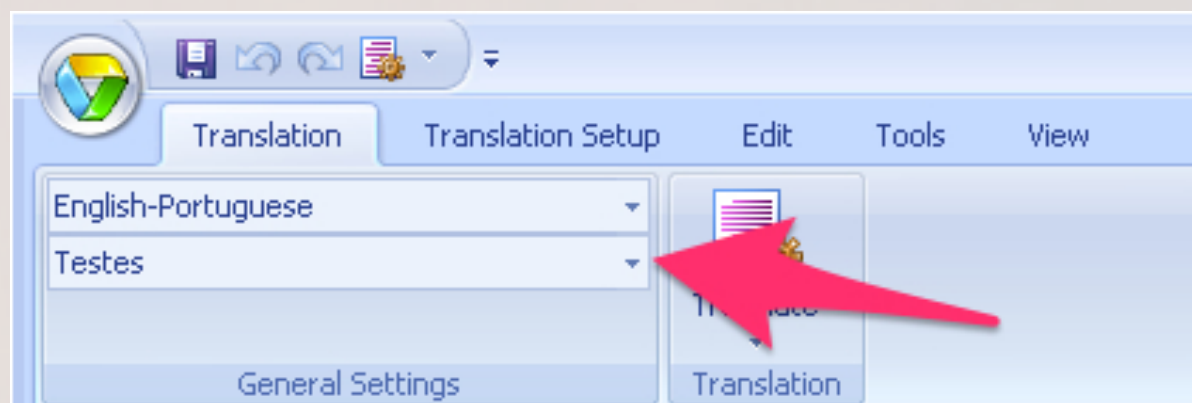 Translation Translation Setup Edit Tools View
English-Portuguese
Testes
General Settings Translation